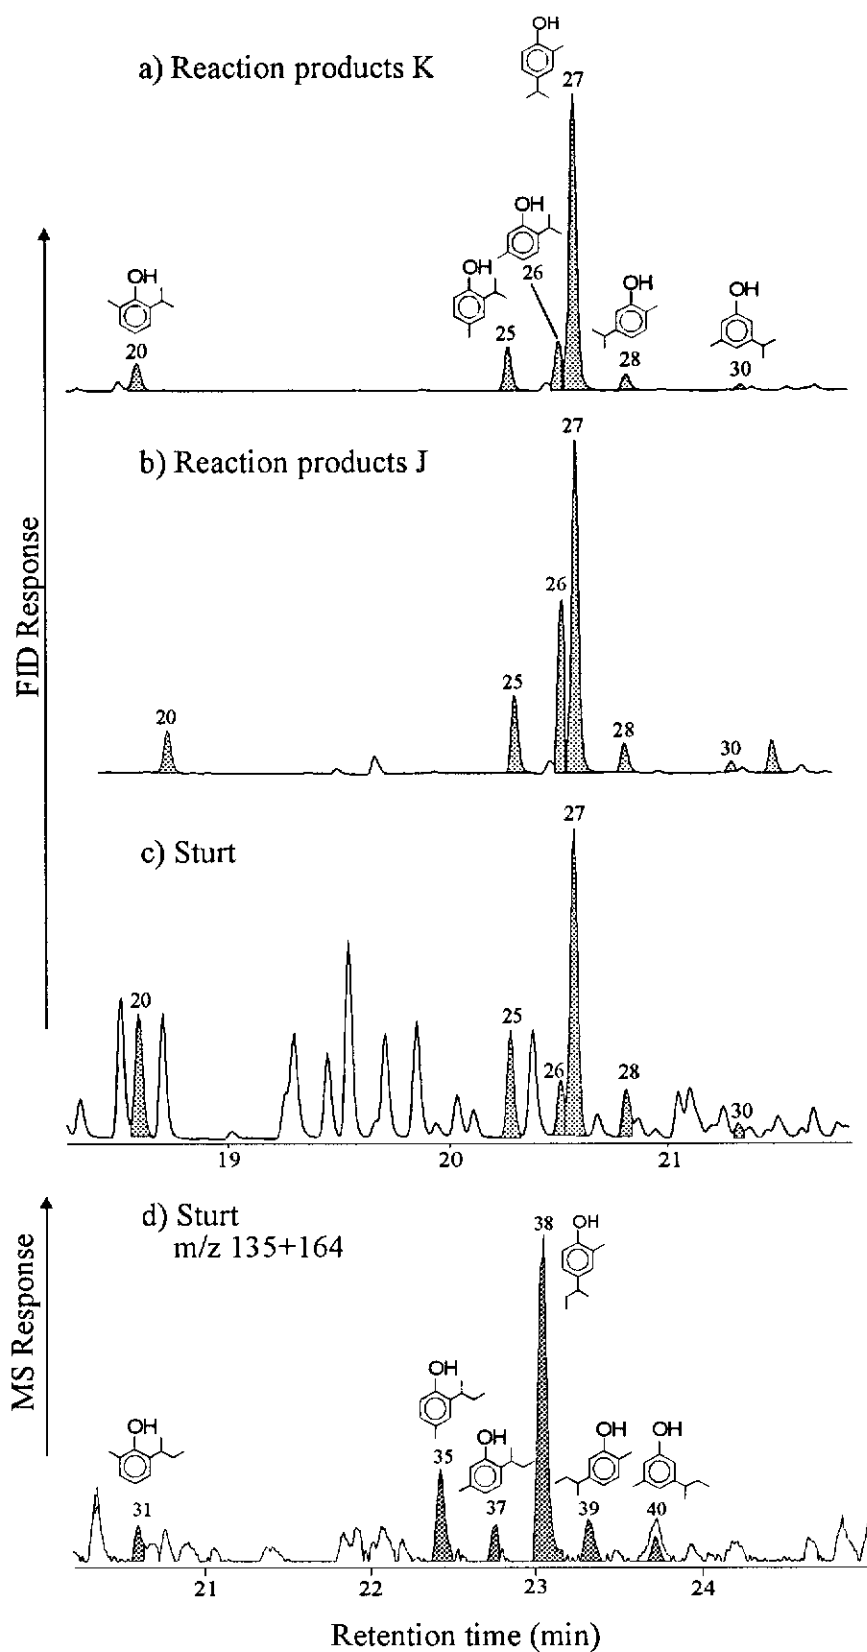 a) Reaction products K
OH
27
OH
26
OH
20
OH
25
OH
28
OH
30
b) Reaction products J
27
26
25
20
28
30
FID Response
c) Sturt
27
20
25
26
28
30
19 20 21
d) Sturt
m/z 135+164
38
OH
MS Response
OH
35
OH
31
OH
37
OH
39
OH
40
21 22 23 24
Retention time (min)